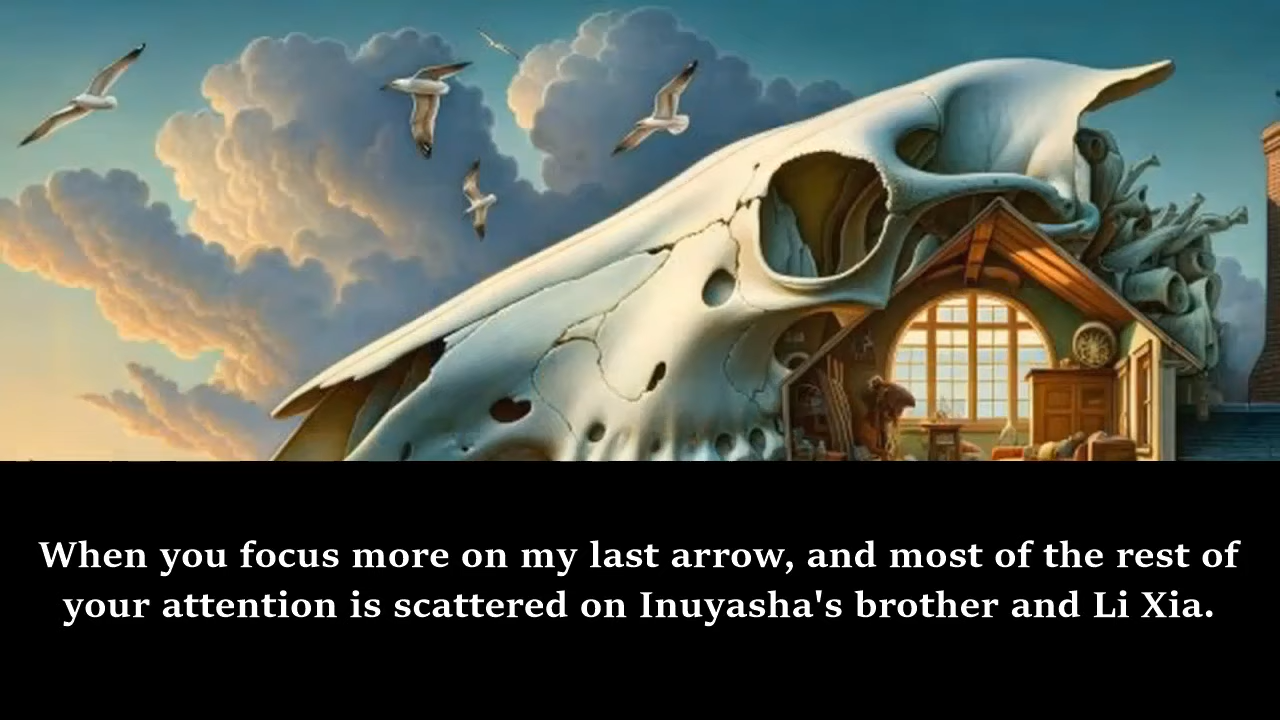 When you focus more on my last arrow, and most of the rest of
your attention is scattered on Inuyasha's brother and Li Xia.